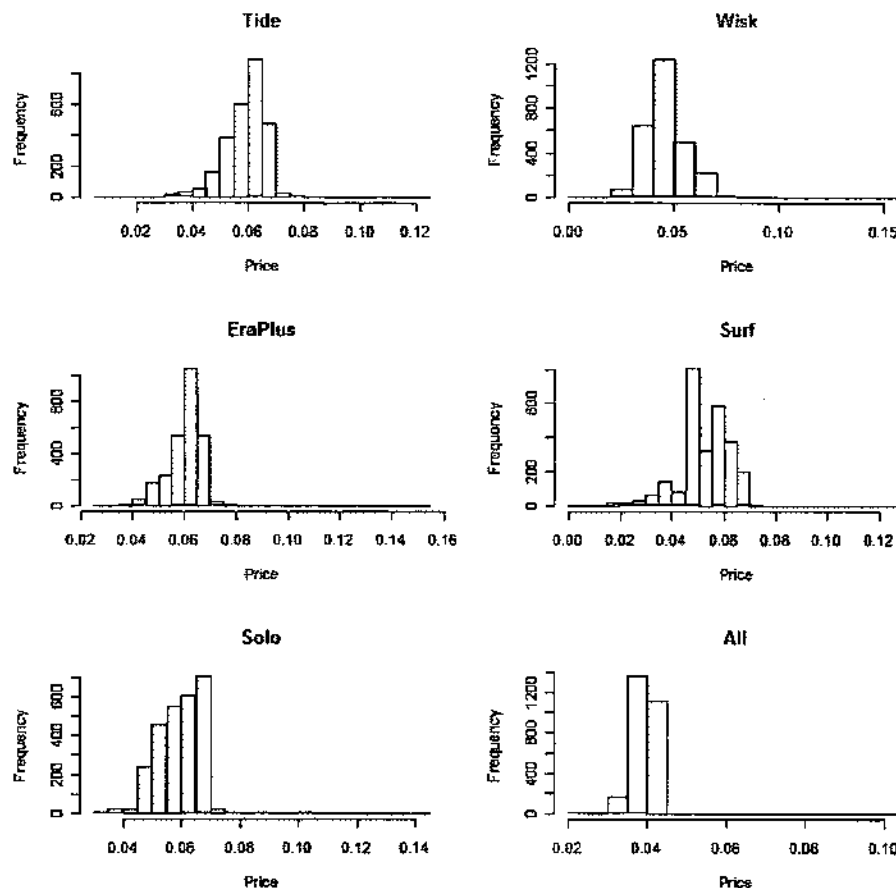 Tide
Frequency
0 200 600
0.02 0.04 0.06 0.08 0.10 0.12
Price
Wisk
Frequency
0 400 800 1200
0.00 0.05 0.10 0.15
Price
EraPlus
Frequency
0 400 800
0.02 0.04 0.06 0.08 0.10 0.12 0.14 0.16
Price
Surf
Frequency
0 200 600
0.00 0.02 0.04 0.06 0.08 0.10 0.12
Price
Solo
Frequency
0 200 400 600
0.04 0.06 0.08 0.10 0.12 0.14
Price
All
Frequency
0 400 800 1200
0.02 0.04 0.06 0.08 0.10
Price